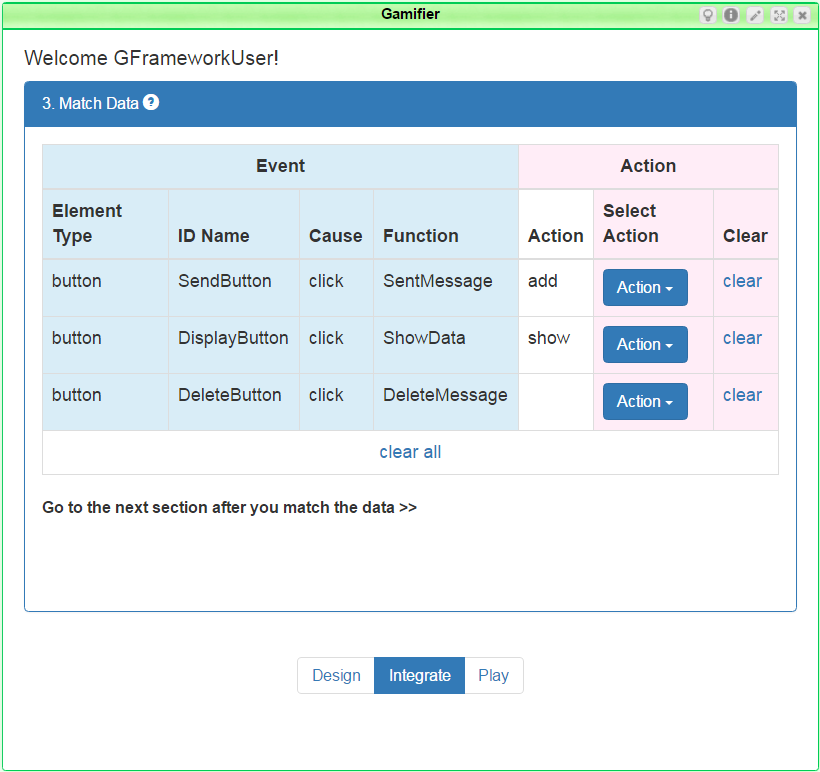 Gamifier
Welcome GFrameworkUser!
3. Match Data ?
Event Action
Element Type ID Name Cause Function Action Select Action Clear
button SendButton click SentMessage add Action clear
button DisplayButton click ShowData show Action clear
button DeleteButton click DeleteMessage Action clear
clear all
Go to the next section after you match the data >>
Design Integrate Play